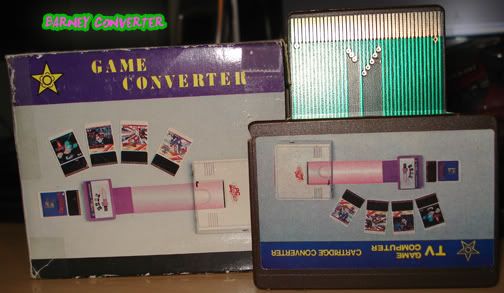 BARNEY CONVERTER
GAME
CONVERTER
TV
GAME
COMPUTER
CARTRIDGE CONVERTER